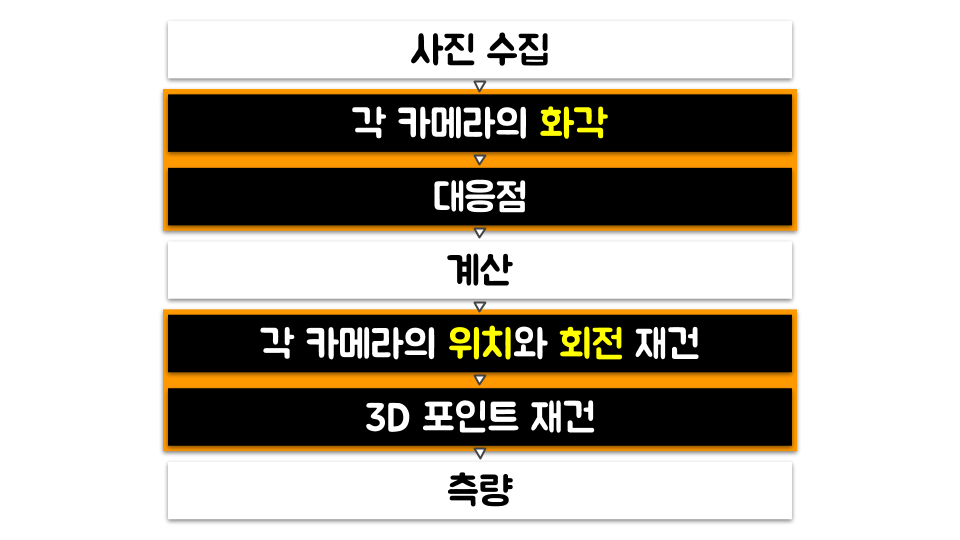 사진 수집
각 카메라의 화각
대응점
계산
각 카메라의 위치와 회전 재건
3D 포인트 재건
측량